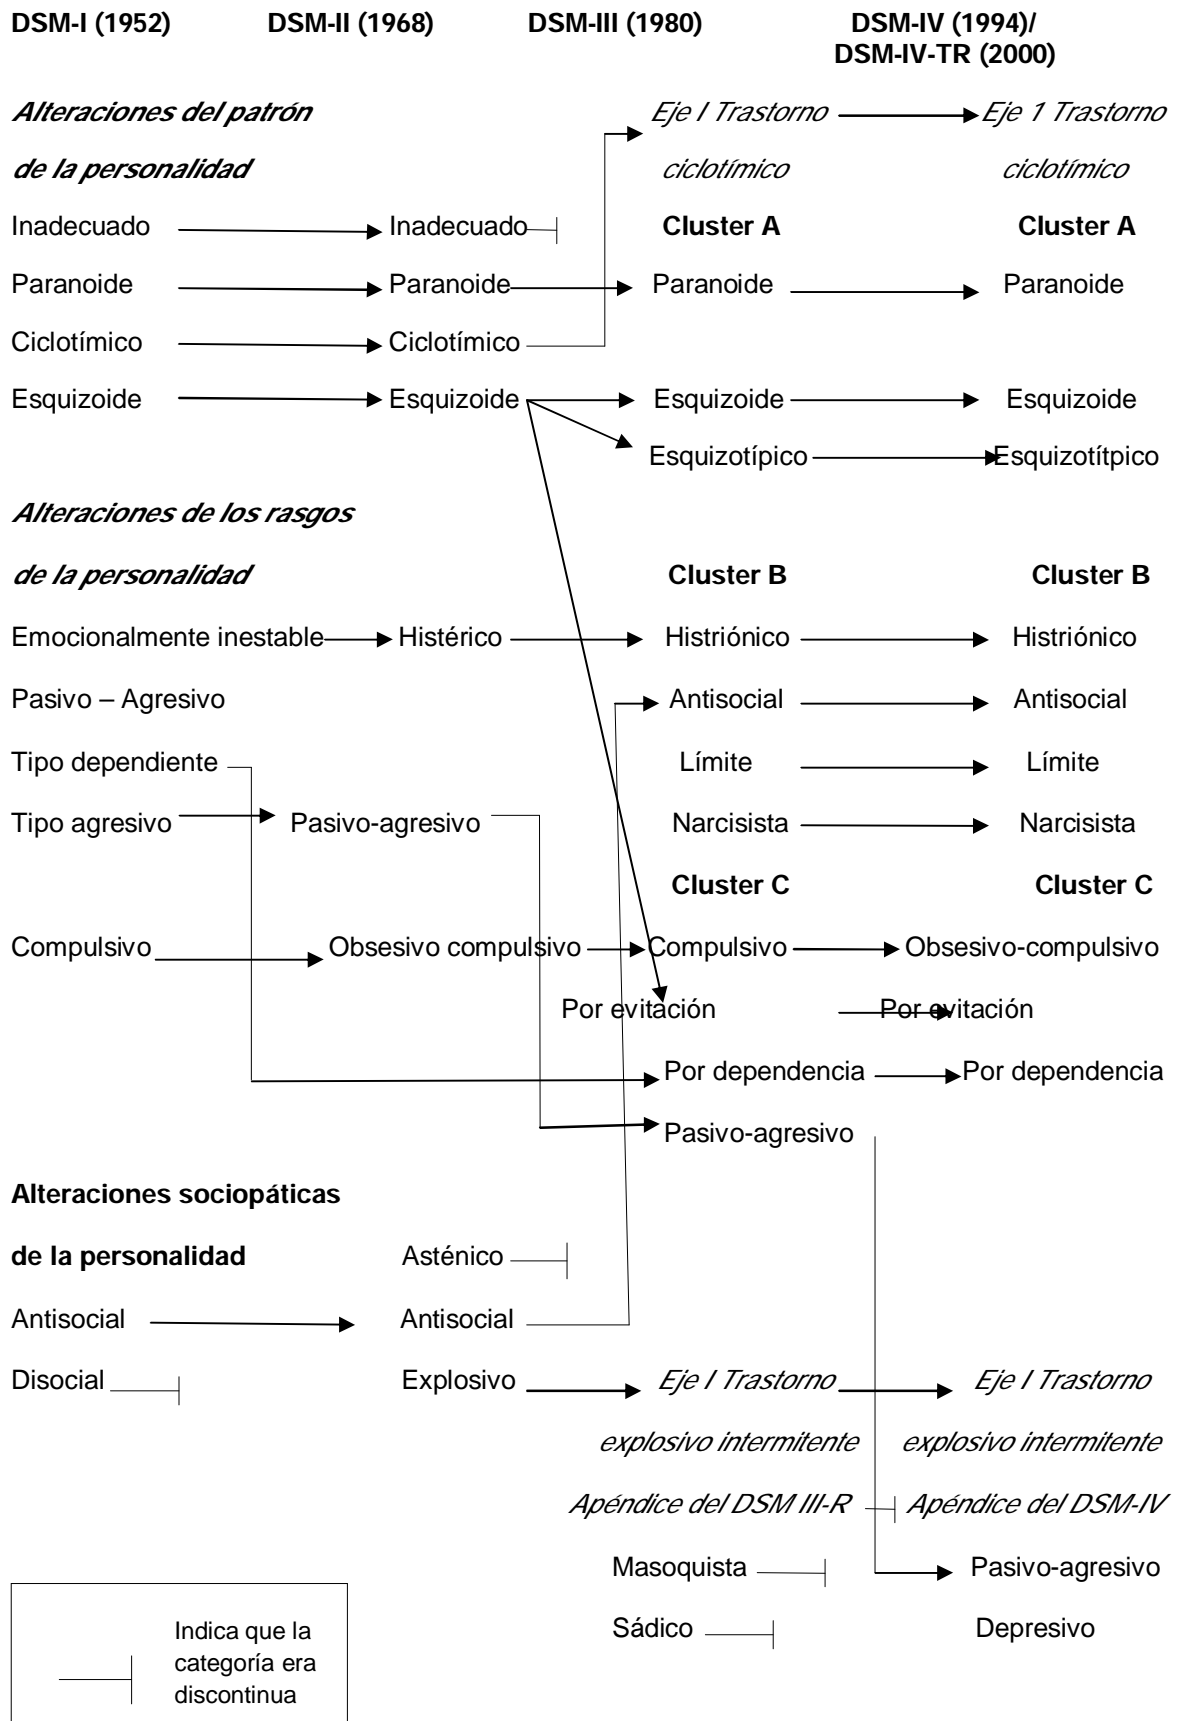 DSM-I (1952) DSM-II (1968) DSM-III (1980) DSM-IV (1994)/
DSM-IV-TR (2000)
Alteraciones del patrón Eje I Trastorno Eje 1 Trastorno
de la personalidad ciclotímico ciclotímico
Inadecuado Inadecuado Cluster A Cluster A
Paranoide Paranoide Paranoide Paranoide
Ciclotímico Ciclotímico
Esquizoide Esquizoide Esquizoide Esquizoide
Esquizotípico Esquizotítpico
Alteraciones de los rasgos
de la personalidad Cluster B Cluster B
Emocionalmente inestable Histérico Histriónico Histriónico
Pasivo – Agresivo Antisocial Antisocial
Tipo dependiente Límite Límite
Tipo agresivo Pasivo-agresivo Narcisista Narcisista
Cluster C Cluster C
Compulsivo Obsesivo compulsivo Compulsivo Obsesivo-compulsivo
Por evitación Por evitación
Por dependencia Por dependencia
Pasivo-agresivo
Alteraciones sociopáticas
de la personalidad Asténico
Antisocial Antisocial
Disocial Explosivo Eje I Trastorno Eje I Trastorno
explosivo intermitente explosivo intermitente
Apéndice del DSM III-R Apéndice del DSM-IV
Masoquista Pasivo-agresivo
Sádico Depresivo
Indica que la
categoría era
discontinua